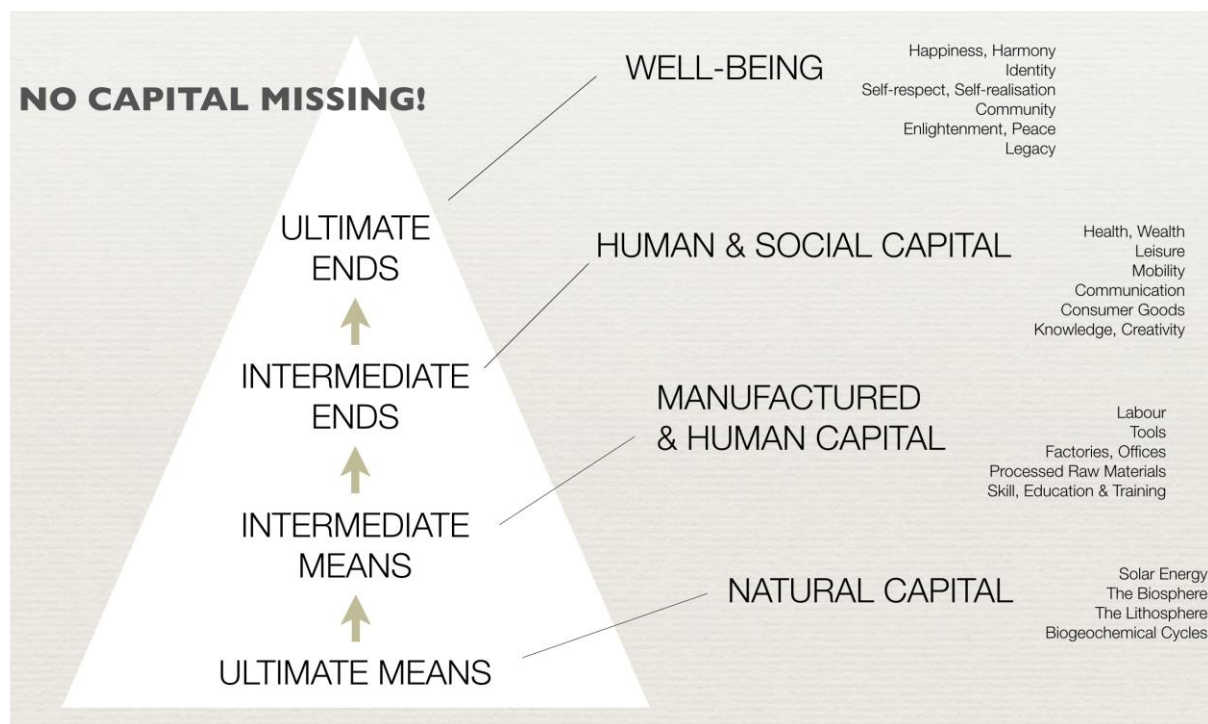 NO CAPITAL MISSING!
ULTIMATE
ENDS
INTERMEDIATE
ENDS
INTERMEDIATE
MEANS
ULTIMATE MEANS
WELL-BEING
Happiness, Harmony
Identity
Self-respect, Self-realisation
Community
Enlightenment, Peace
Legacy
HUMAN & SOCIAL CAPITAL
Health, Wealth
Leisure
Mobility
Communication
Consumer Goods
Knowledge, Creativity
MANUFACTURED
& HUMAN CAPITAL
Labour
Tools
Factories, Offices
Processed Raw Materials
Skill, Education & Training
NATURAL CAPITAL
Solar Energy
The Biosphere
The Lithosphere
Biogeochemical Cycles